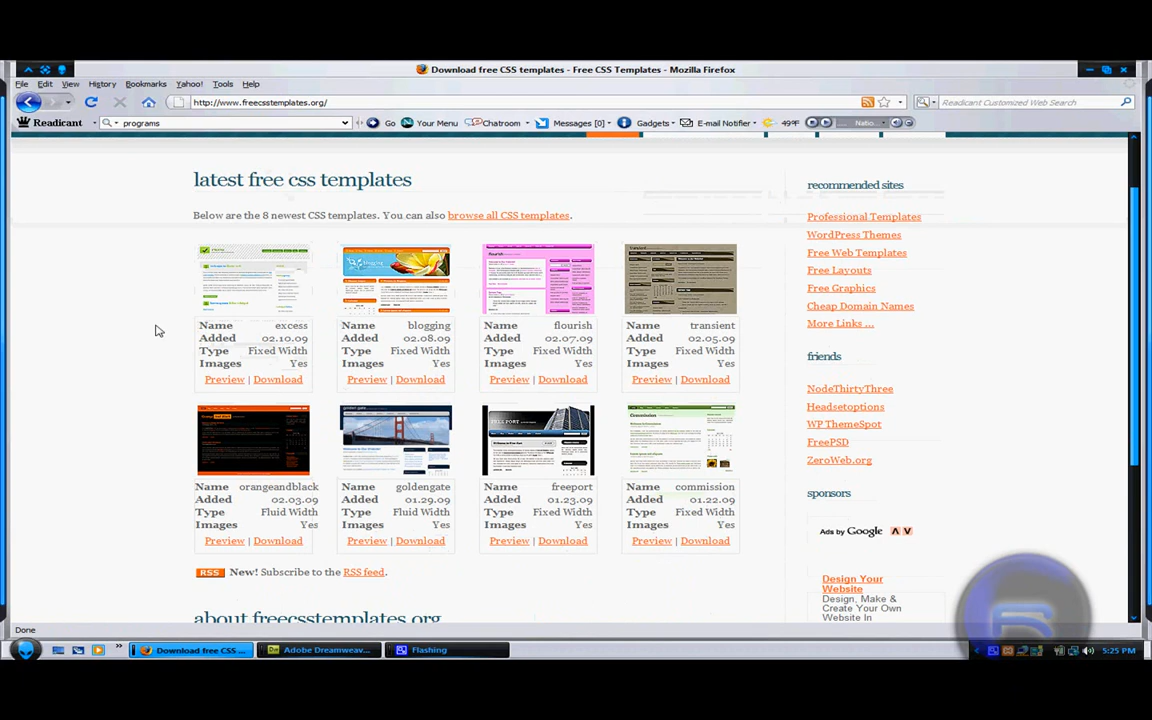 Download free CSS templates - Free CSS Templates - Mozilla Firefox
File Edit View History Bookmarks Yahoo! Tools Help
http://www.freecsstemplates.org/
Readicant Customized Web Search
Readicant programs Go Your Menu Chatroom Messages [0] Gadgets E-mail Notifier 49°F Natio...
latest free css templates
Below are the 8 newest CSS templates. You can also browse all CSS templates.
Name excess
Added 02.10.09
Type Fixed Width
Images Yes
Preview | Download
blogging
Name blogging
Added 02.08.09
Type Fixed Width
Images Yes
Preview | Download
flourish
Name flourish
Added 02.07.09
Type Fixed Width
Images Yes
Preview | Download
transient
Name transient
Added 02.05.09
Type Fixed Width
Images Yes
Preview | Download
Name orangeandblack
Added 02.03.09
Type Fluid Width
Images Yes
Preview | Download
golden gate
Name goldengate
Added 01.29.09
Type Fluid Width
Images Yes
Preview | Download
FREE PORT
Name freeport
Added 01.23.09
Type Fixed Width
Images Yes
Preview | Download
Commission
Name commission
Added 01.22.09
Type Fixed Width
Images Yes
Preview | Download
RSS New! Subscribe to the RSS feed.
about freecsstemplates.org
recommended sites
Professional Templates
WordPress Themes
Free Web Templates
Free Layouts
Free Graphics
Cheap Domain Names
More Links ...
friends
NodeThirtyThree
Headsetoptions
WP ThemeSpot
FreePSD
ZeroWeb.org
sponsors
Ads by Google
Design Your
Website
Design, Make &
Create Your Own
Website In
Done
Download free CSS ... Adobe Dreamweav... Flashing 5:25 PM